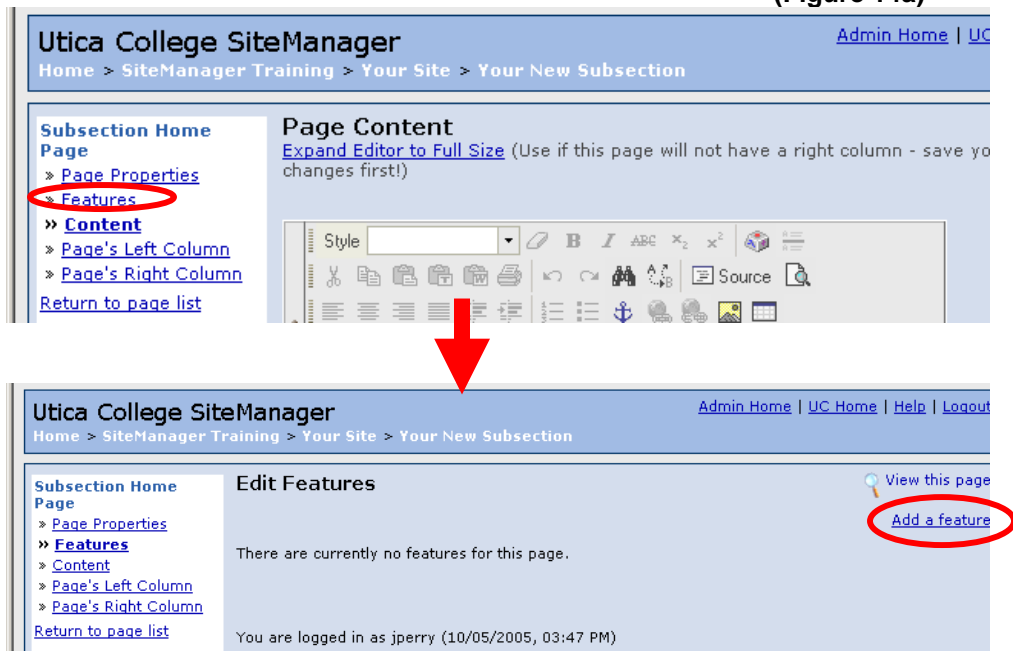 Utica College SiteManager
Admin Home | UC
Home > SiteManager Training > Your Site > Your New Subsection
Subsection Home
Page
» Page Properties
» Features
» Content
» Page's Left Column
» Page's Right Column
Return to page list
Page Content
Expand Editor to Full Size (Use if this page will not have a right column - save yo
changes first!)
Style
B I ABC x₂ x²
Source
Utica College SiteManager
Admin Home | UC Home | Help | Logout
Home > SiteManager Training > Your Site > Your New Subsection
Subsection Home
Page
» Page Properties
» Features
» Content
» Page's Left Column
» Page's Right Column
Return to page list
Edit Features
View this page
Add a feature
There are currently no features for this page.
You are logged in as jperry (10/05/2005, 03:47 PM)